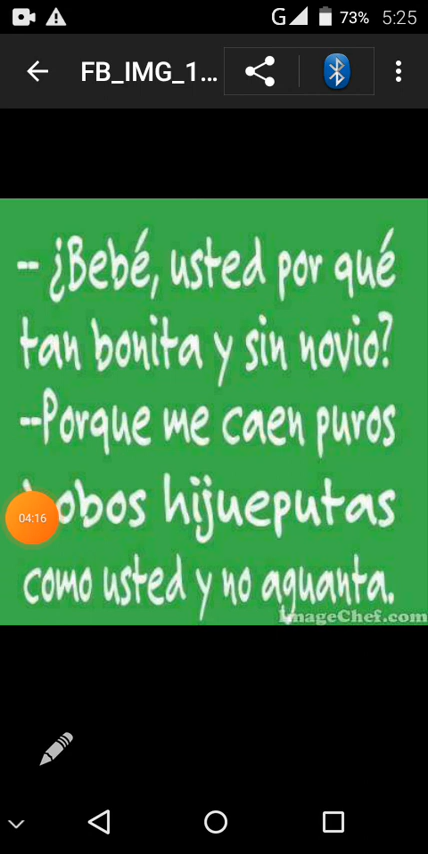 G 73% 5:25
FB_IMG_1...
-- ¿Bebé, usted por qué
tan bonita y sin novio?
--Porque me caen puros
bobos hijueputas
04:16
como usted y no aguanta.
ImageChef.com